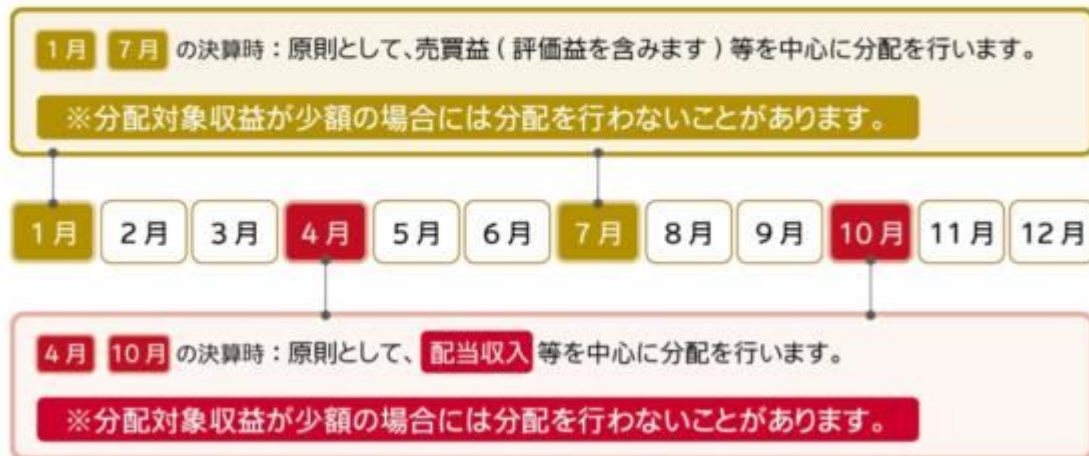 1月 7月 の決算時：原則として、売買益(評価益を含みます)等を中心に分配を行います。
※分配対象収益が少額の場合には分配を行わないことがあります。
1月 2月 3月 4月 5月 6月 7月 8月 9月 10月 11月 12月
4月 10月 の決算時：原則として、配当収入等を中心に分配を行います。
※分配対象収益が少額の場合には分配を行わないことがあります。